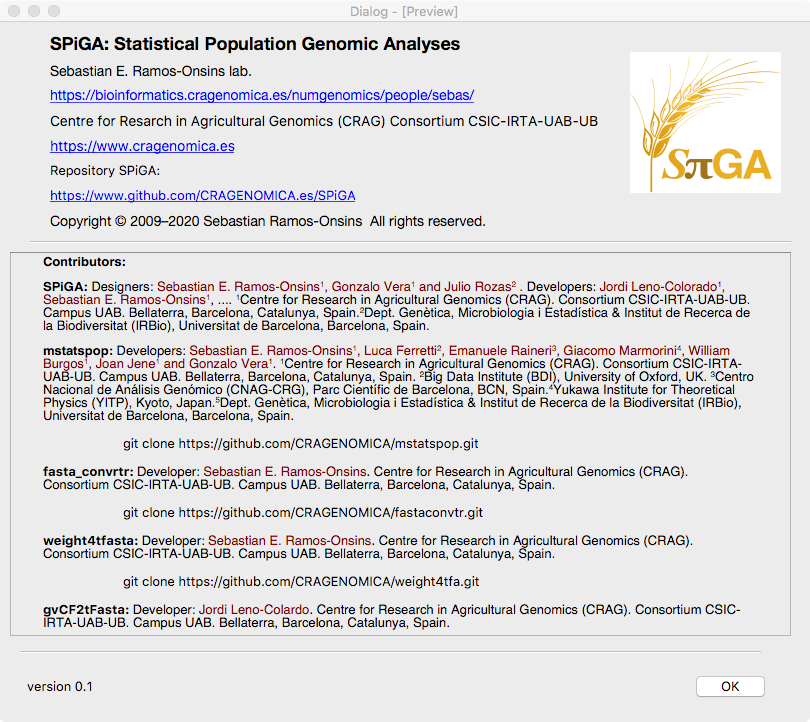 Dialog - [Preview]
SPiGA: Statistical Population Genomic Analyses
Sebastian E. Ramos-Onsins lab.
https://bioinformatics.cragenomica.es/numgenomics/people/sebas/
Centre for Resarch in Agricultural Genomics (CRAG) Consortium CSIC-IRTA-UAB-UB
https://www.cragenomica.es
Repository SPiGA:
https://www.github.com/CRAGENOMICA.es/SPiGA
Copyright © 2009–2020 Sebastian Ramos-Onsins  All rights reserved.
SπGA
Contributors:
SPiGA: Designers: Sebastian E. Ramos-Onsins¹, Gonzalo Vera¹ and Julio Rozas² . Developers: Jordi Leno-Colorado¹,
Sebastian E. Ramos-Onsins¹, .... ¹Centre for Research in Agricultural Genomics (CRAG). Consortium CSIC-IRTA-UAB-UB.
Campus UAB. Bellaterra, Barcelona, Catalunya, Spain.²Dept. Genètica, Microbiologia i Estadística & Institut de Recerca de
la Biodiversitat (IRBio), Universitat de Barcelona, Barcelona, Spain.
mstatspop: Developers: Sebastian E. Ramos-Onsins¹, Luca Ferretti², Emanuele Raineri³, Giacomo Marmorini⁴, William
Burgos¹, Joan Jene¹ and Gonzalo Vera¹. ¹Centre for Research in Agricultural Genomics (CRAG). Consortium CSIC-IRTA-
UAB-UB. Campus UAB. Bellaterra, Barcelona, Catalunya, Spain. ²Big Data Institute (BDI), University of Oxford, UK. ³Centro
Nacional de Análisis Genómico (CNAG-CRG), Parc Científic de Barcelona, BCN, Spain.⁴Yukawa Institute for Theoretical
Physics (YITP), Kyoto, Japan.⁵Dept. Genètica, Microbiologia i Estadística & Institut de Recerca de la Biodiversitat (IRBio),
Universitat de Barcelona, Barcelona, Spain.
git clone https://github.com/CRAGENOMICA/mstatspop.git
fasta_convrtr: Developer: Sebastian E. Ramos-Onsins. Centre for Research in Agricultural Genomics (CRAG).
Consortium CSIC-IRTA-UAB-UB. Campus UAB. Bellaterra, Barcelona, Catalunya, Spain.
git clone https://github.com/CRAGENOMICA/fastaconvtr.git
weight4tfasta: Developer: Sebastian E. Ramos-Onsins. Centre for Research in Agricultural Genomics (CRAG).
Consortium CSIC-IRTA-UAB-UB. Campus UAB. Bellaterra, Barcelona, Catalunya, Spain.
git clone https://github.com/CRAGENOMICA/weight4tfa.git
gvCF2tFasta: Developer: Jordi Leno-Colardo. Centre for Research in Agricultural Genomics (CRAG). Consortium CSIC-
IRTA-UAB-UB. Campus UAB. Bellaterra, Barcelona, Catalunya, Spain.
version 0.1
OK